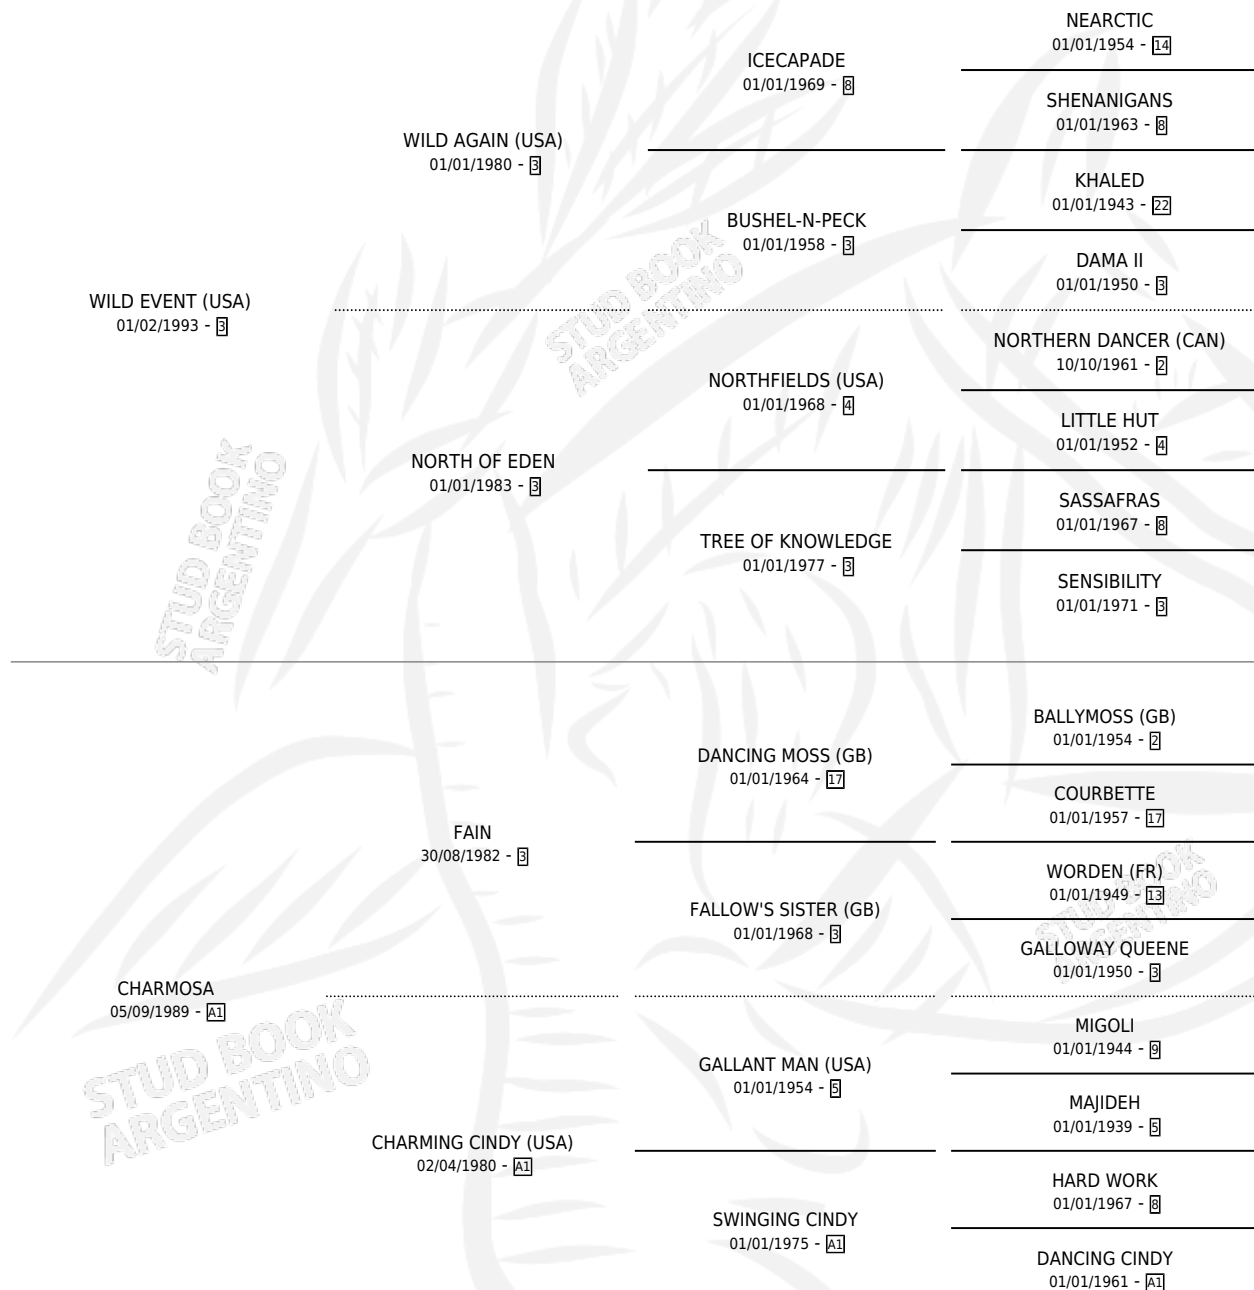 NEARCTIC
01/01/1954 - 14
ICECAPADE
01/01/1969 - 8
SHENANIGANS
01/01/1963 - 8
WILD AGAIN (USA)
01/01/1980 - 3
KHALED
01/01/1943 - 22
BUSHEL-N-PECK
01/01/1958 - 3
DAMA II
01/01/1950 - 3
WILD EVENT (USA)
01/02/1993 - 3
NORTHERN DANCER (CAN)
10/10/1961 - 2
NORTHFIELDS (USA)
01/01/1968 - 4
LITTLE HUT
01/01/1952 - 4
NORTH OF EDEN
01/01/1983 - 3
SASSAFRAS
01/01/1967 - 8
TREE OF KNOWLEDGE
01/01/1977 - 3
SENSIBILITY
01/01/1971 - 3
BALLYMOSS (GB)
01/01/1954 - 2
DANCING MOSS (GB)
01/01/1964 - 17
COURBETTE
01/01/1957 - 17
FAIN
30/08/1982 - 3
WORDEN (FR)
01/01/1949 - 13
FALLOW'S SISTER (GB)
01/01/1968 - 3
GALLOWAY QUEENE
01/01/1950 - 3
CHARMOSA
05/09/1989 - A1
MIGOLI
01/01/1944 - 9
GALLANT MAN (USA)
01/01/1954 - 5
MAJIDEH
01/01/1939 - 5
CHARMING CINDY (USA)
02/04/1980 - A1
HARD WORK
01/01/1967 - 8
SWINGING CINDY
01/01/1975 - A1
DANCING CINDY
01/01/1961 - A1
STUD BOOK
ARGENTINO
STUD BOOK
ARGENTINO
STUD BOOK
ARGENTINO
STUD BOOK
ARGENTINO